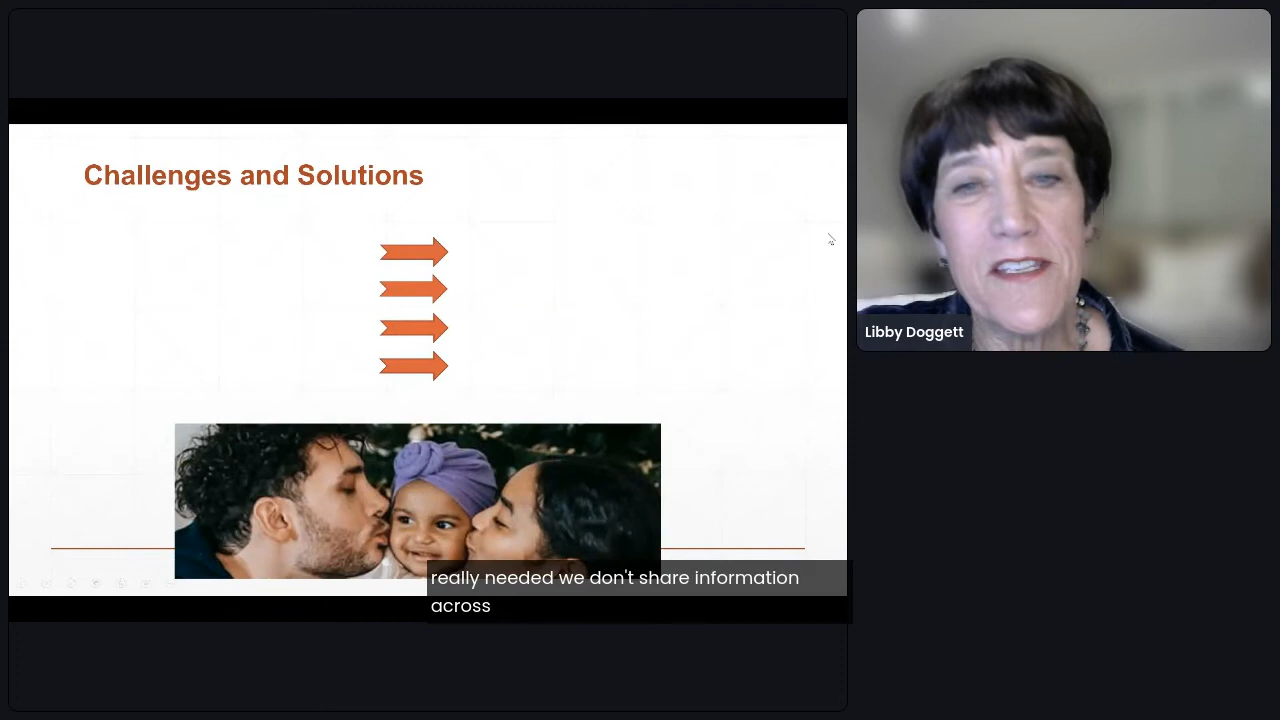 Challenges and Solutions
Libby Doggett
really needed we don't share information
across